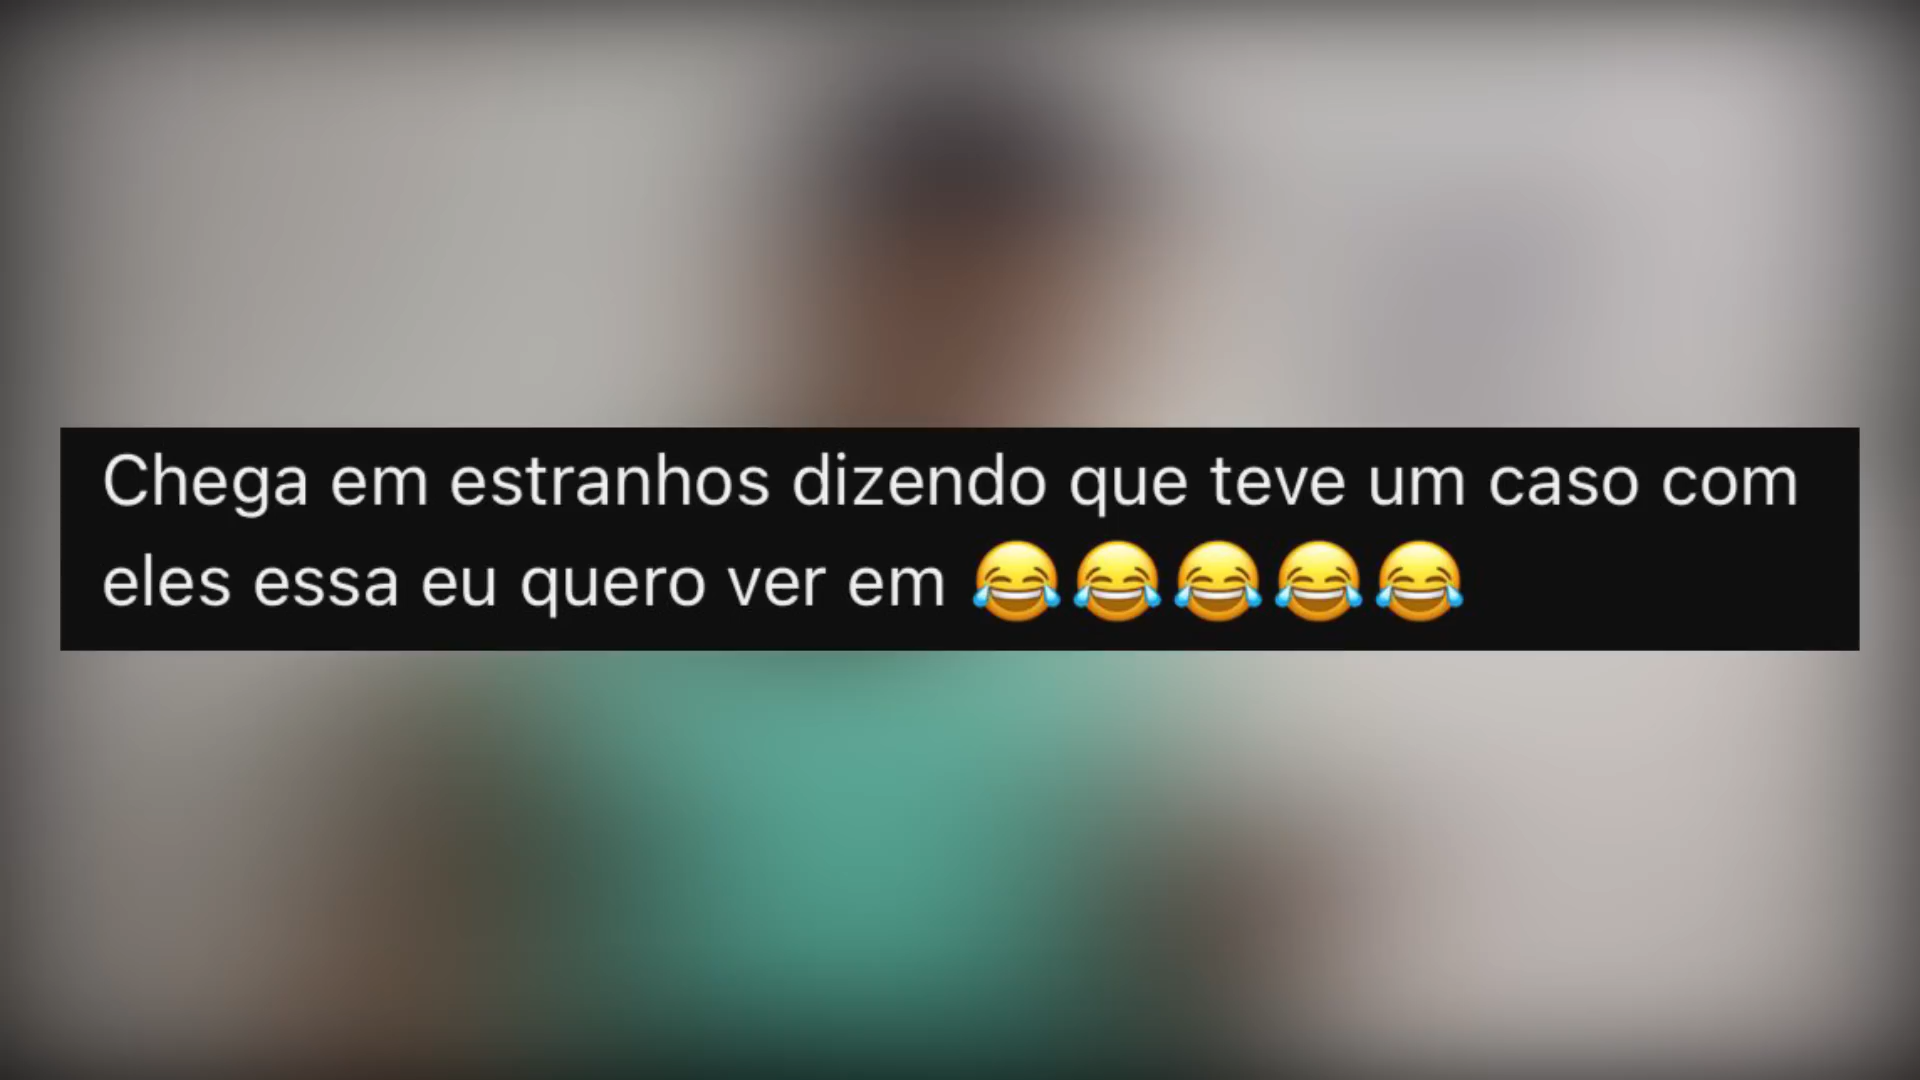 Chega em estranhos dizendo que teve um caso com
eles essa eu quero ver em 😂😂😂😂😂